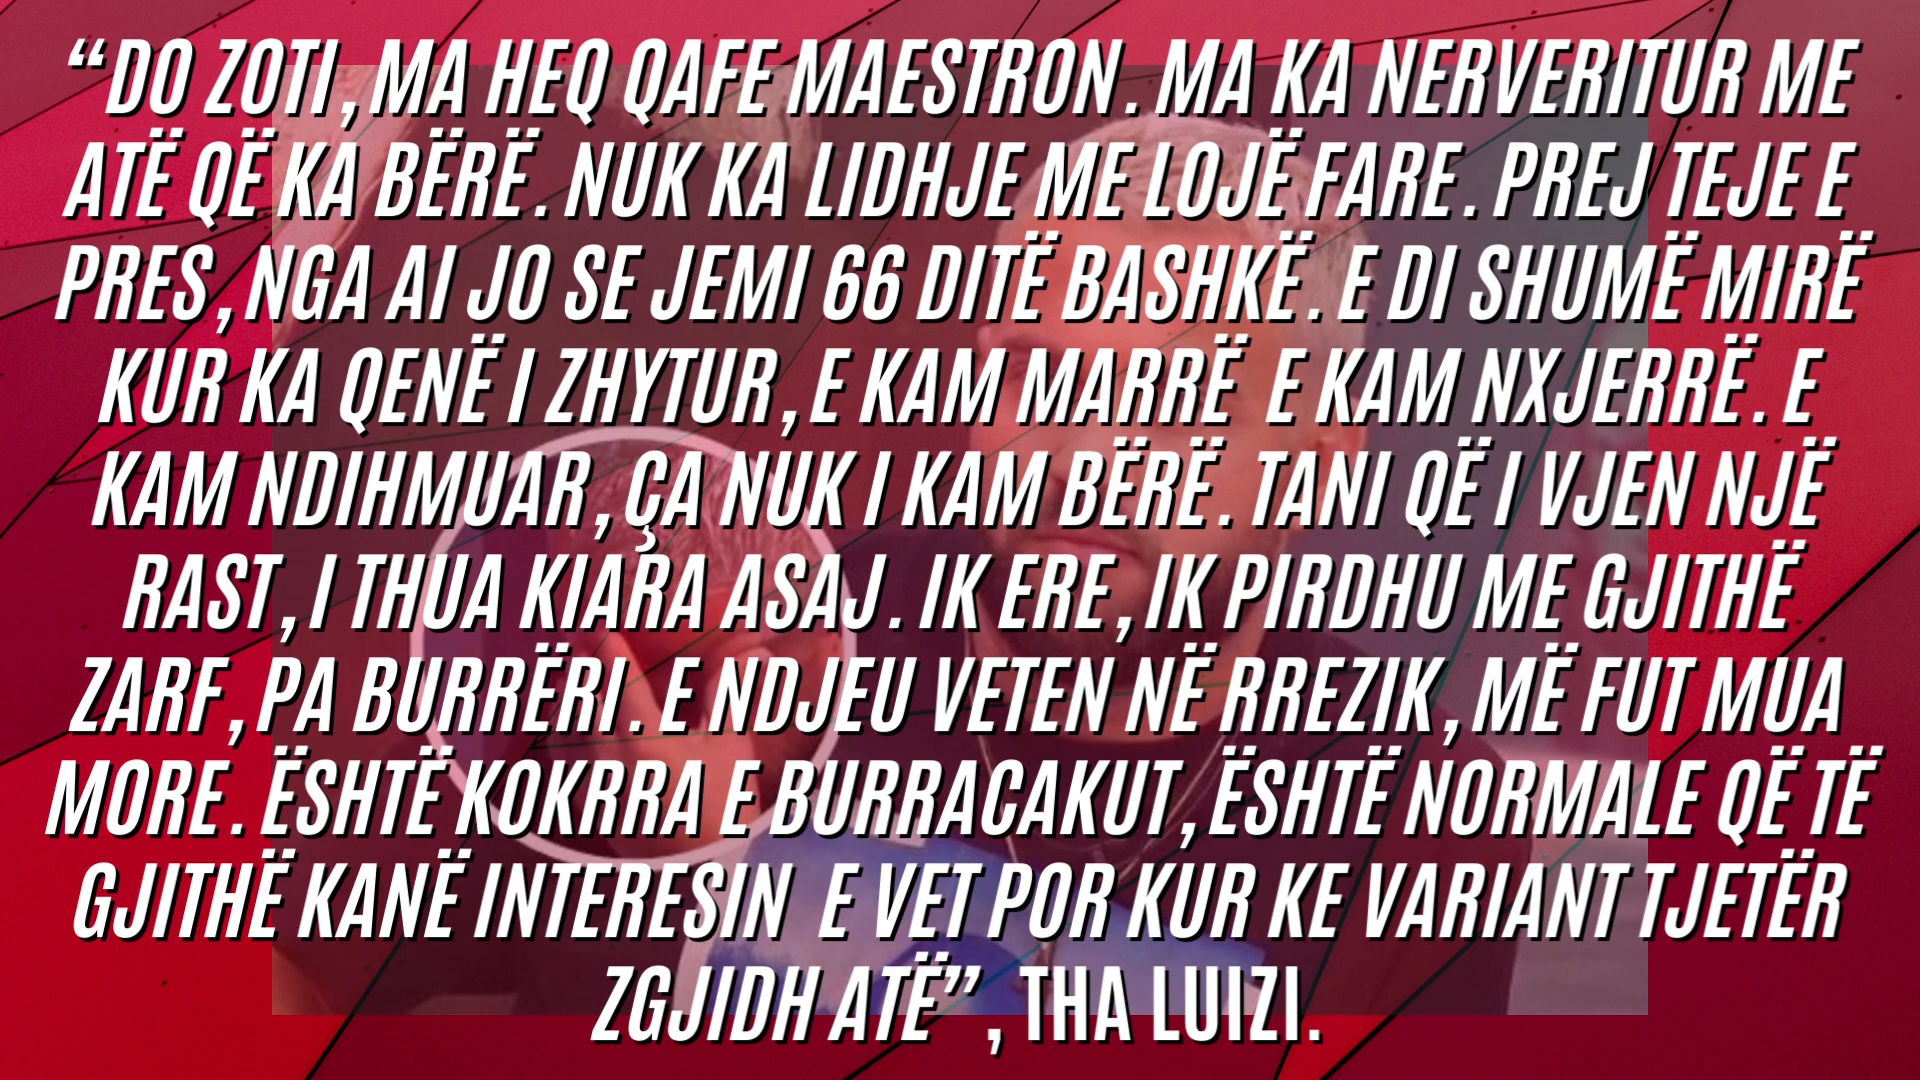 “DO ZOTI, MA HEQ QAFE MAESTRON. MA KA NERVERITUR ME
ATË QË KA BËRË. NUK KA LIDHJE ME LOJË FARE. PREJ TEJE E
PRES, NGA AI JO SE JEMI 66 DITË BASHKË. E DI SHUMË MIRË
KUR KA QENË I ZHYTUR, E KAM MARRË E KAM NXJERRË. E
KAM NDIHMUAR, ÇA NUK I KAM BËRË. TANI QË I VJEN NJË
RAST, I THUA KIARA ASAJ. IK ERE, IK PIRDHU ME GJITHË
ZARF, PA BURRËRI. E NDJEU VETEN NË RREZIK, MË FUT MUA
MORE. ËSHTË KOKRRA E BURRACAKUT, ËSHTË NORMALE QË TË
GJITHË KANË INTERESIN E VET POR KUR KE VARIANT TJETËR
ZGJIDH ATË”, THA LUIZI.